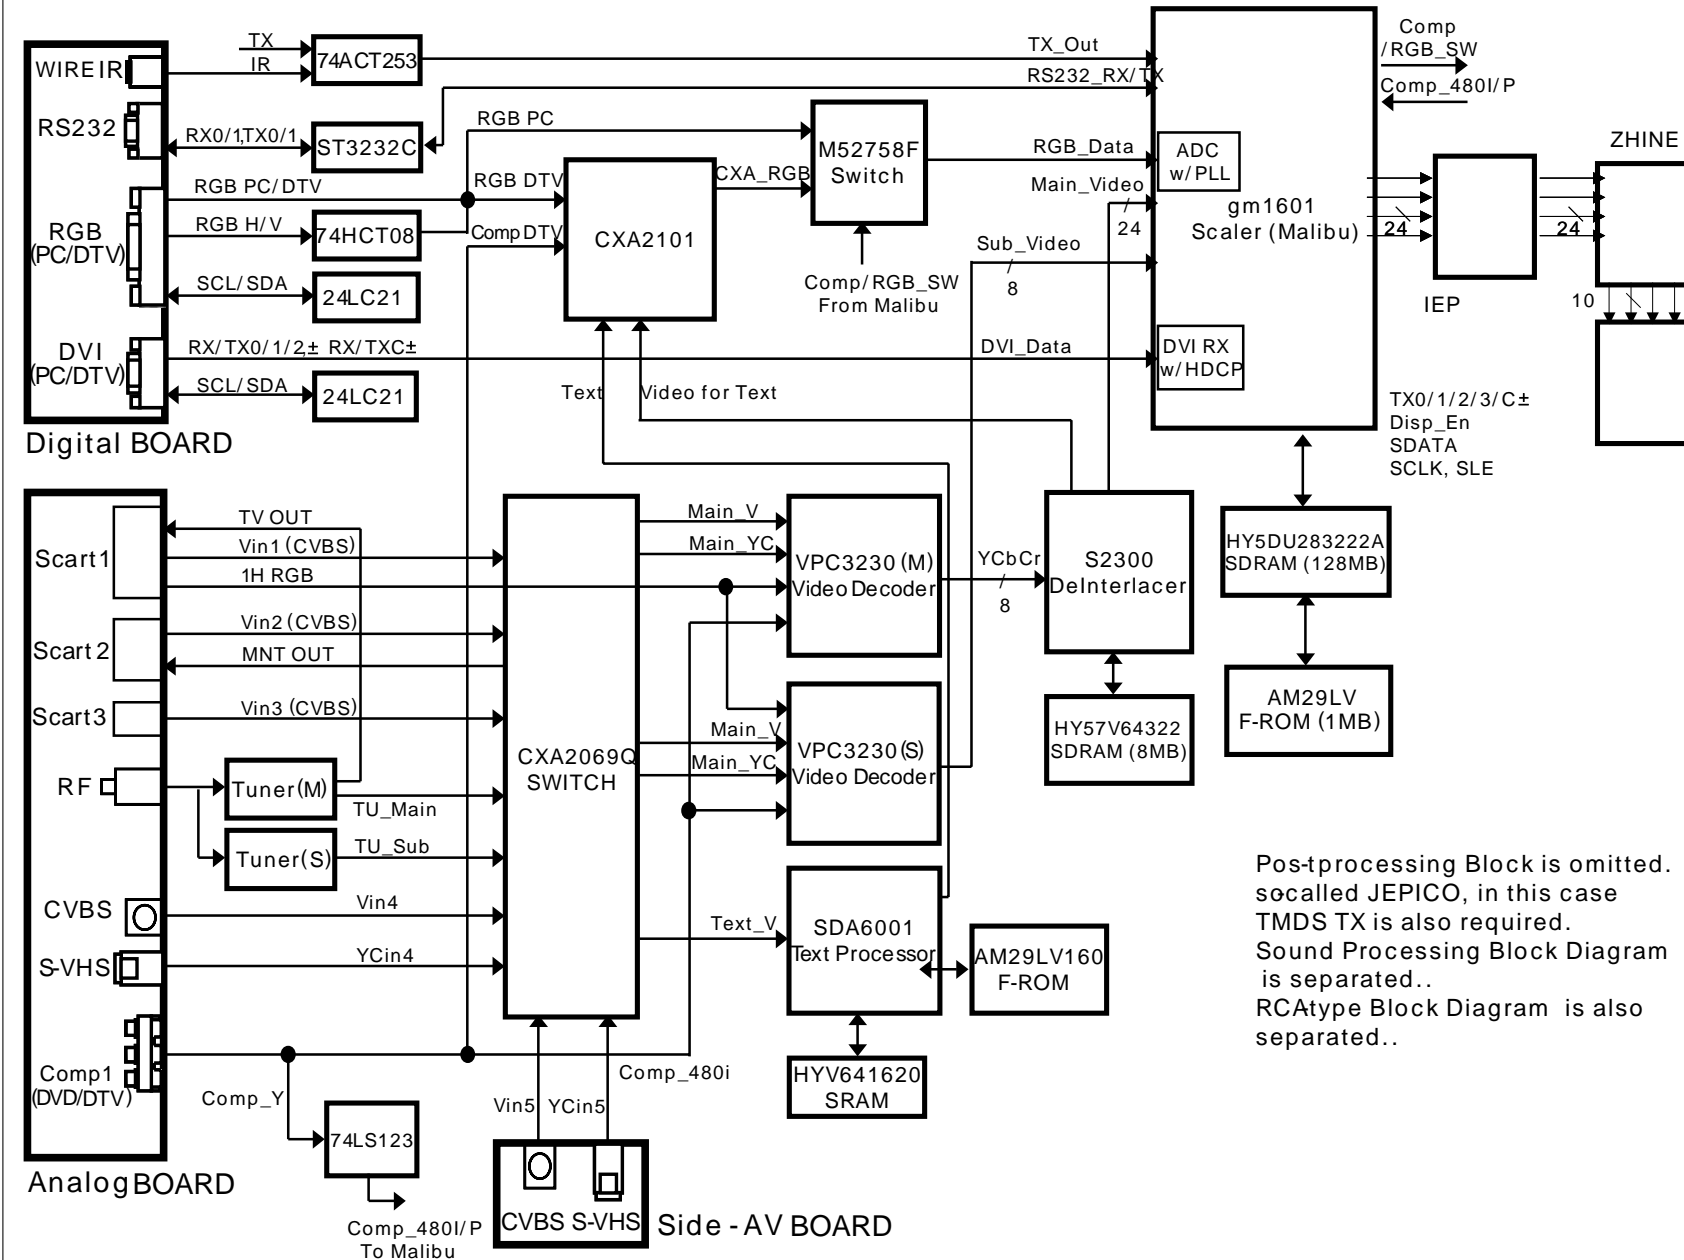 TX
IR
WIRE IR
74ACT253
TX_Out
RS232_RX/TX
Comp
/RGB_SW
Comp_480I/P
RS232
RX0/1,TX0/1
ST3232C
RGB PC
M52758F
Switch
RGB_Data
ADC
w/PLL
ZHINE
RGB PC/DTV
RGB DTV
CXA_RGB
Main_Video
24
RGB
(PC/DTV)
RGB H/V
74HCT08
Comp DTV
CXA2101
gm1601
Scaler (Malibu)
24
24
Sub_Video
8
SCL/SDA
24LC21
Comp/RGB_SW
From Malibu
IEP
10
DVI
(PC/DTV)
RX/TX0/1/2,± RX/TXC±
DVI_Data
DVI RX
w/HDCP
SCL/SDA
24LC21
Text
Video for Text
TX0/1/2/3/C±
Disp_En
SDATA
SCLK, SLE
Digital BOARD
Scart1
TV OUT
Vin1 (CVBS)
1H RGB
Main_V
Main_YC
VPC3230 (M)
Video Decoder
YCbCr
8
S2300
DeInterlacer
HY5DU283222A
SDRAM (128MB)
Scart2
Vin2 (CVBS)
MNT OUT
Scart3
Vin3 (CVBS)
Main_V
Main_YC
VPC3230 (S)
Video Decoder
HY57V64322
SDRAM (8MB)
AM29LV
F-ROM (1MB)
CXA2069Q
SWITCH
RF
Tuner(M)
TU_Main
Tuner(S)
TU_Sub
CVBS
Vin4
Text_V
SDA6001
Text Processor
AM29LV160
F-ROM
S-VHS
YCin4
Comp1
(DVD/DTV)
Comp_Y
Comp_480i
HYV641620
SRAM
Vin5
YCin5
74LS123
Comp_480I/P
To Malibu
Analog BOARD
CVBS
S-VHS
Side - AV BOARD
Pos-tprocessing Block is omitted.
so-called JEPICO, in this case
TMDS TX is also required.
Sound Processing Block Diagram
is separated..
RCAtype Block Diagram is also
separated..